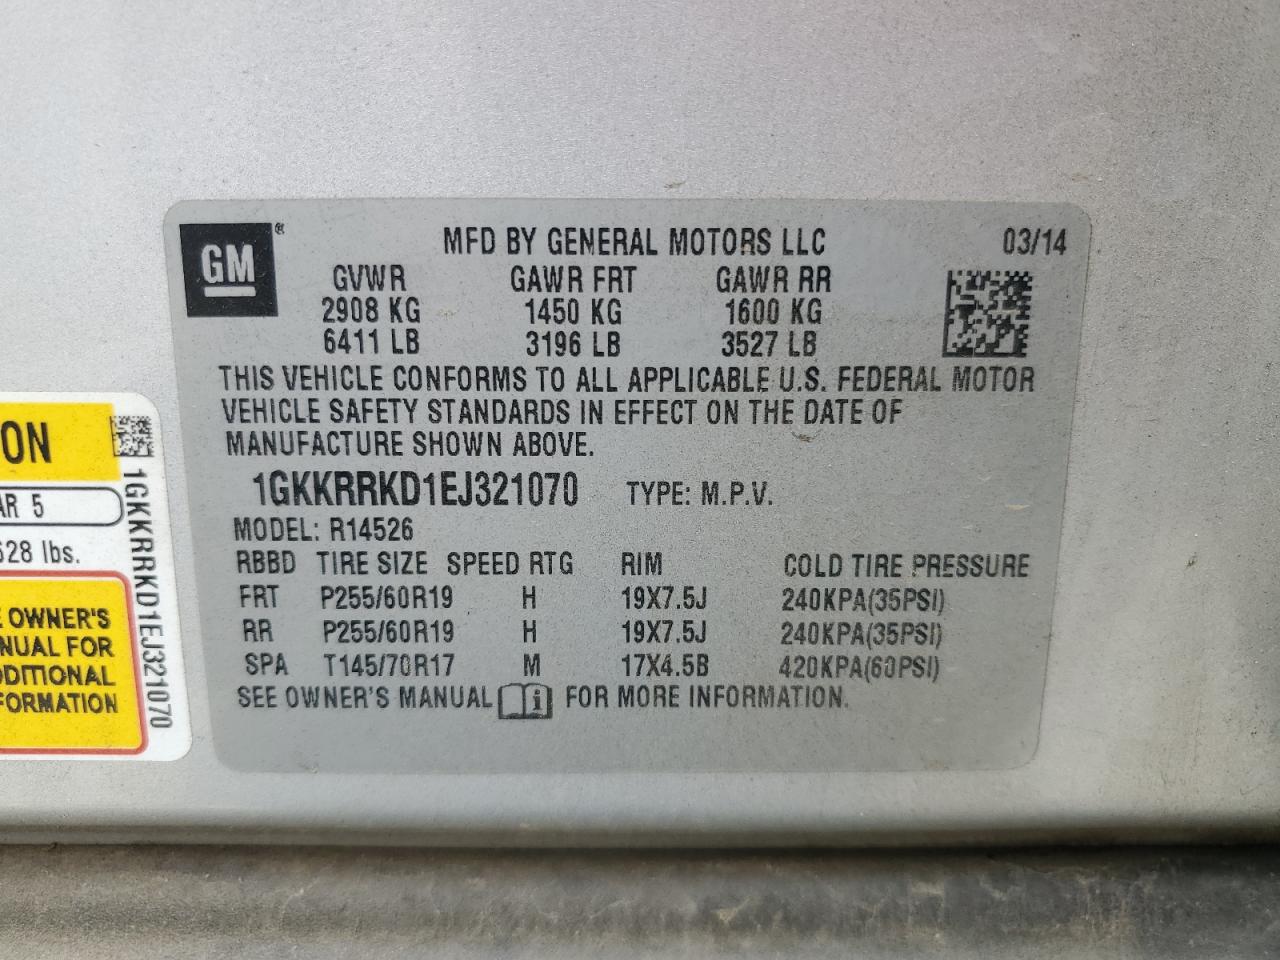 GM ®
MFD BY GENERAL MOTORS LLC 03/14
GVWR GAWR FRT GAWR RR
2908 KG 1450 KG 1600 KG
6411 LB 3196 LB 3527 LB
THIS VEHICLE CONFORMS TO ALL APPLICABLE U.S. FEDERAL MOTOR
VEHICLE SAFETY STANDARDS IN EFFECT ON THE DATE OF
MANUFACTURE SHOWN ABOVE.
1GKKRRKD1EJ321070 TYPE: M.P.V.
MODEL: R14526
RBBD TIRE SIZE SPEED RTG RIM COLD TIRE PRESSURE
FRT P255/60R19 H 19X7.5J 240KPA(35PSI)
RR P255/60R19 H 19X7.5J 240KPA(35PSI)
SPA T145/70R17 M 17X4.5B 420KPA(60PSI)
SEE OWNER'S MANUAL i FOR MORE INFORMATION.
ON
AR 5
528 lbs.
E OWNER'S
NUAL FOR
DDITIONAL
FORMATION
1GKKRRKD1EJ321070